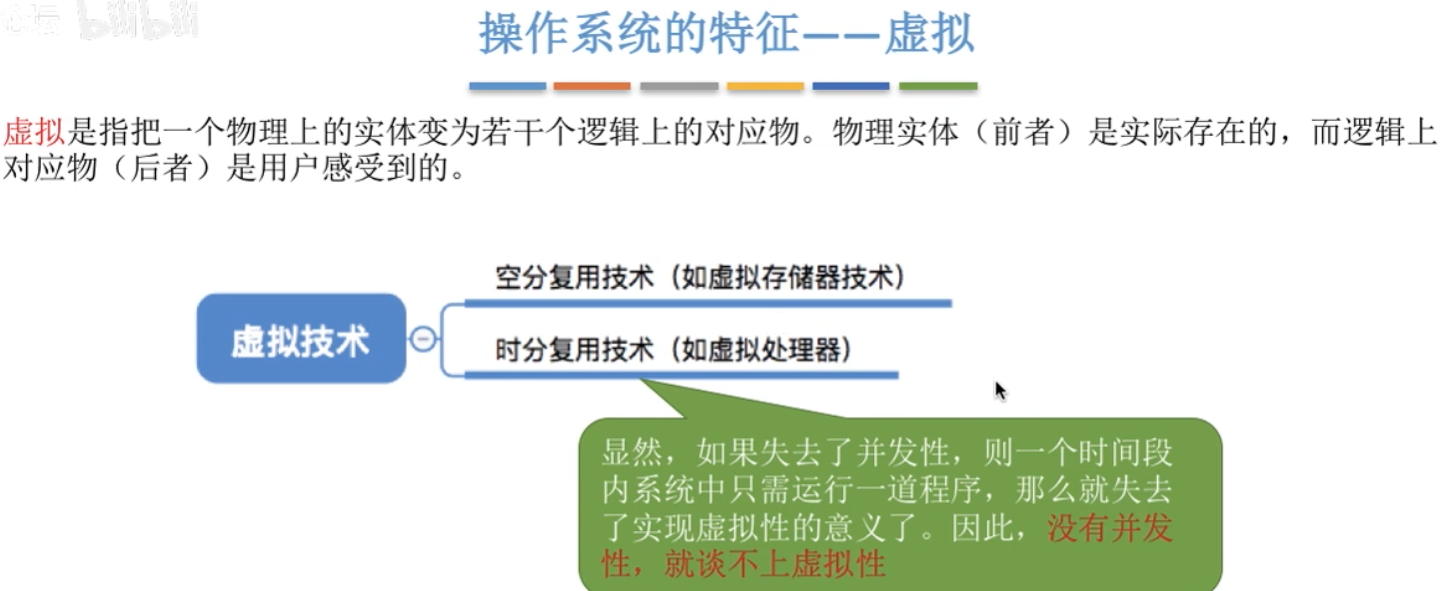 bilibili
操作系统的特征——虚拟
虚拟是指把一个物理上的实体变为若干个逻辑上的对应物。物理实体（前者）是实际存在的，而逻辑上
对应物（后者）是用户感受到的。
空分复用技术（如虚拟存储器技术）
虚拟技术
时分复用技术（如虚拟处理器）
显然，如果失去了并发性，则一个时间段
内系统中只需运行一道程序，那么就失去
了实现虚拟性的意义了。因此，没有并发
性，就谈不上虚拟性